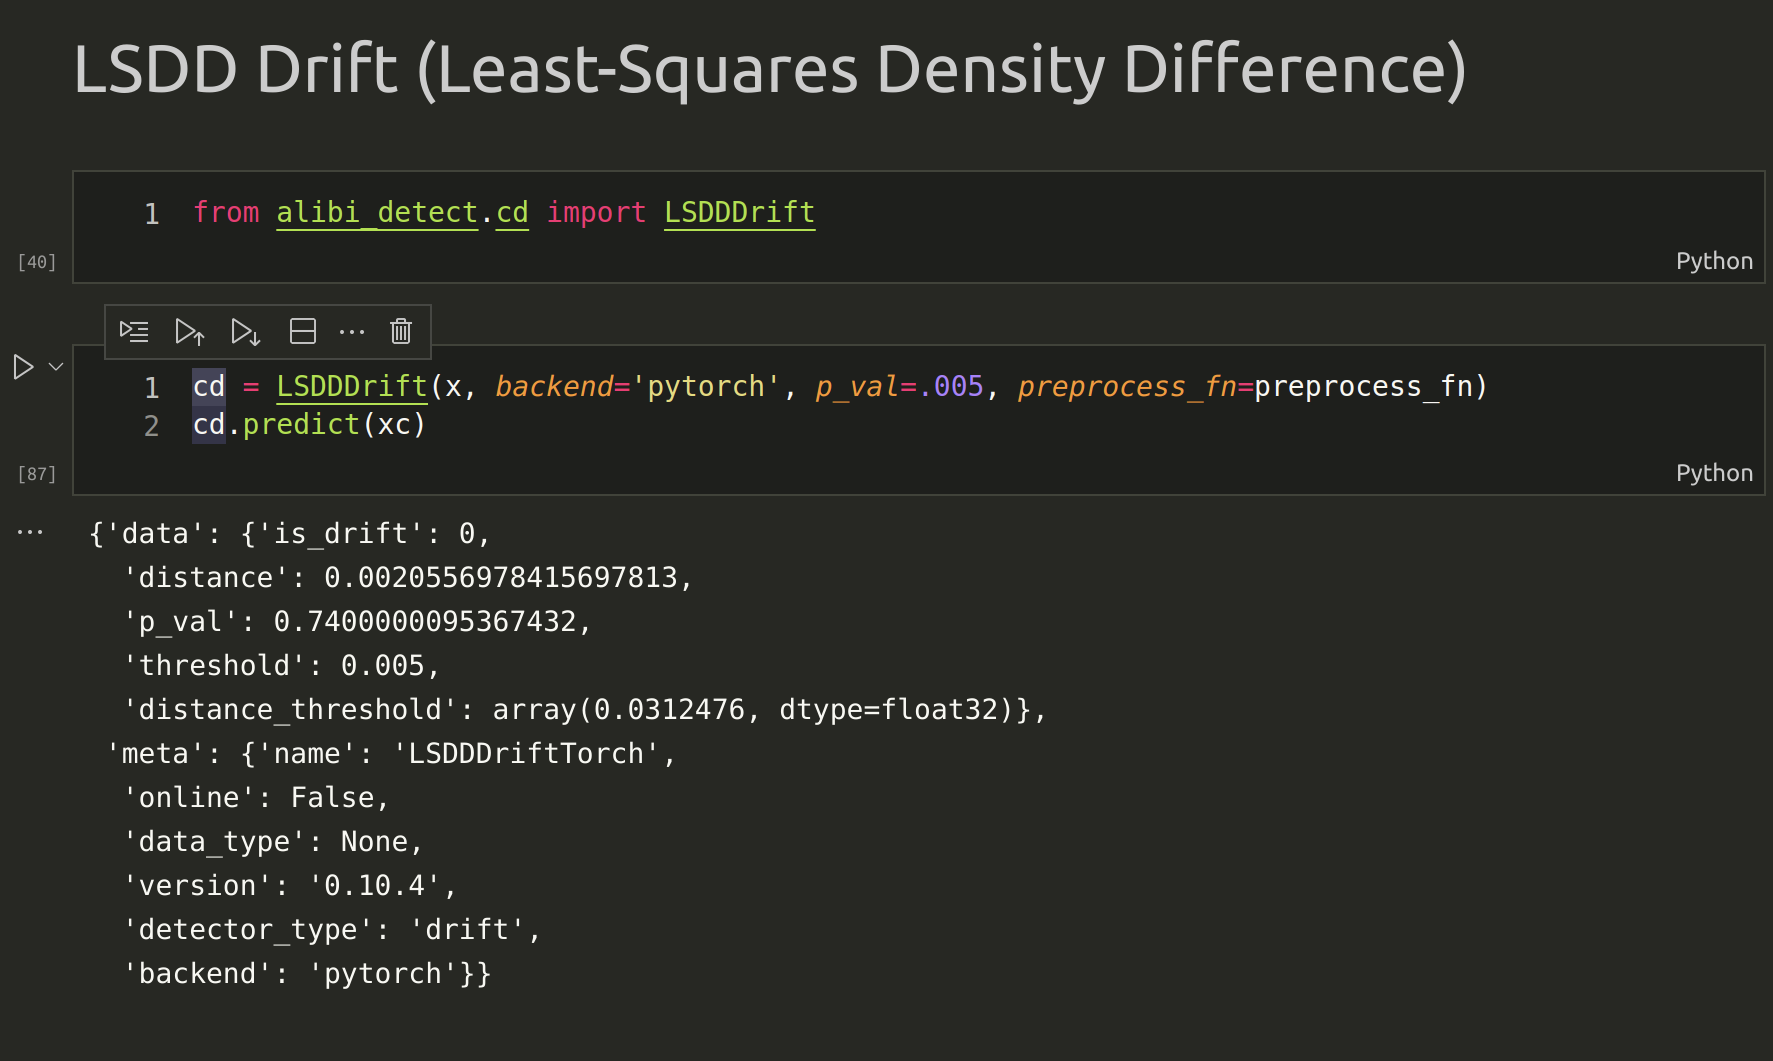 LSDD Drift (Least-Squares Density Difference)
1 from alibi_detect.cd import LSDDDrift
[40]
Python
1 cd = LSDDDrift(x, backend='pytorch', p_val=.005, preprocess_fn=preprocess_fn)
2 cd.predict(xc)
[87]
Python
{'data': {'is_drift': 0,
'distance': 0.0020556978415697813,
'p_val': 0.7400000095367432,
'threshold': 0.005,
'distance_threshold': array(0.0312476, dtype=float32)},
'meta': {'name': 'LSDDDriftTorch',
'online': False,
'data_type': None,
'version': '0.10.4',
'detector_type': 'drift',
'backend': 'pytorch'}}